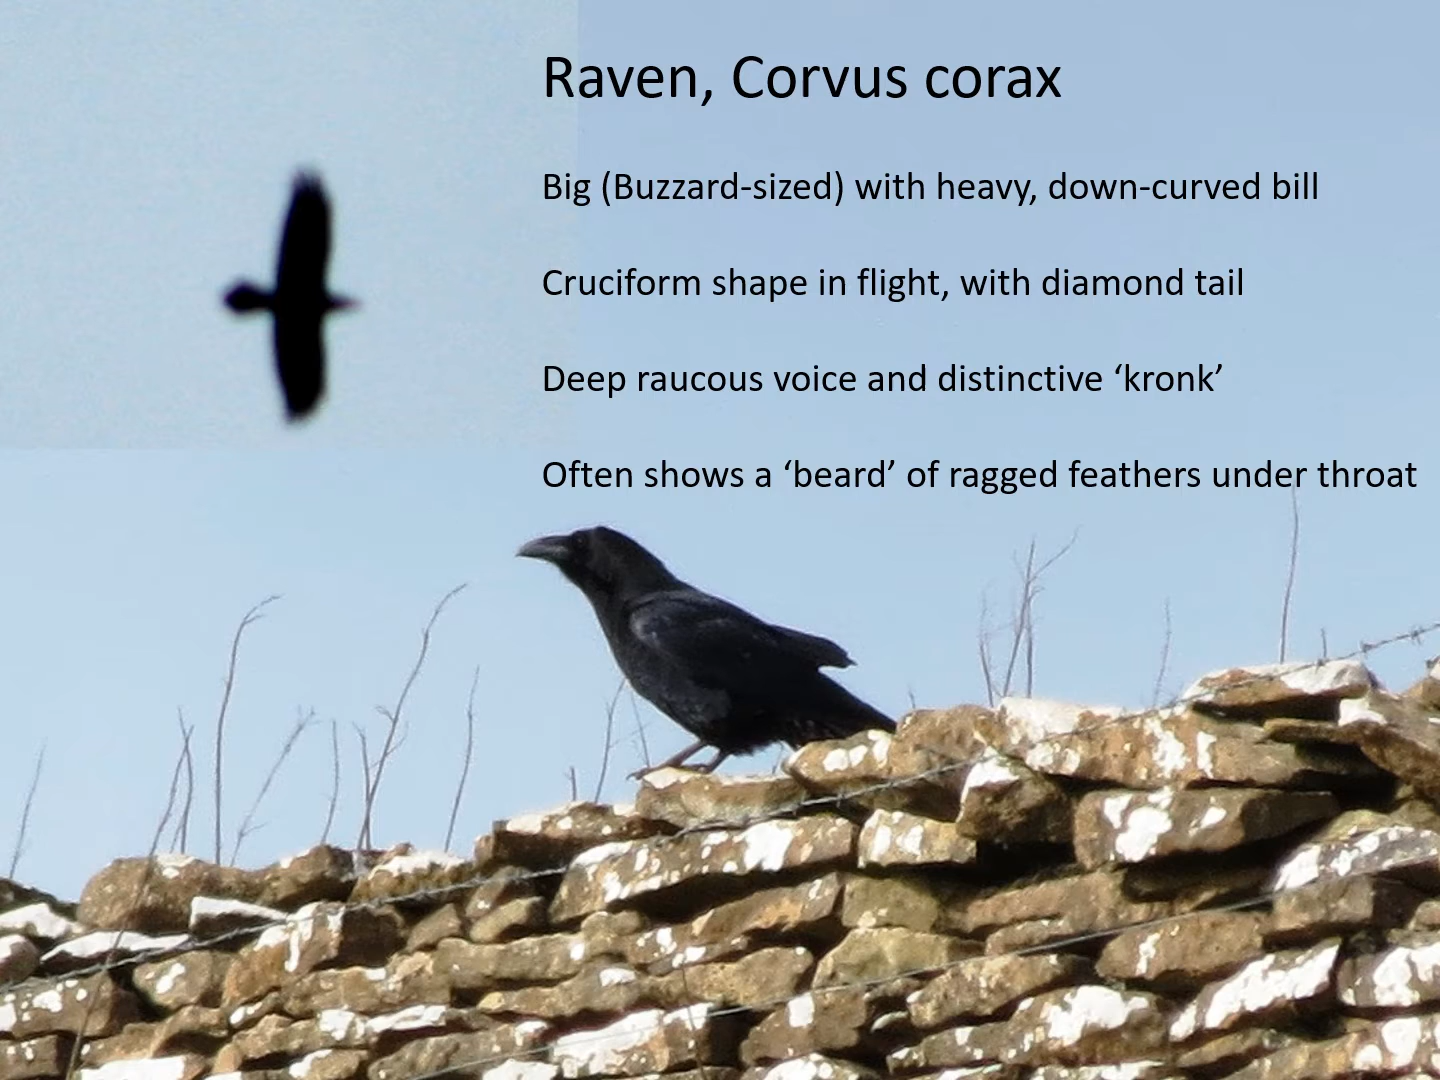 Raven, Corvus corax
Big (Buzzard-sized) with heavy, down-curved bill
Cruciform shape in flight, with diamond tail
Deep raucous voice and distinctive ‘kronk’
Often shows a ‘beard’ of ragged feathers under throat